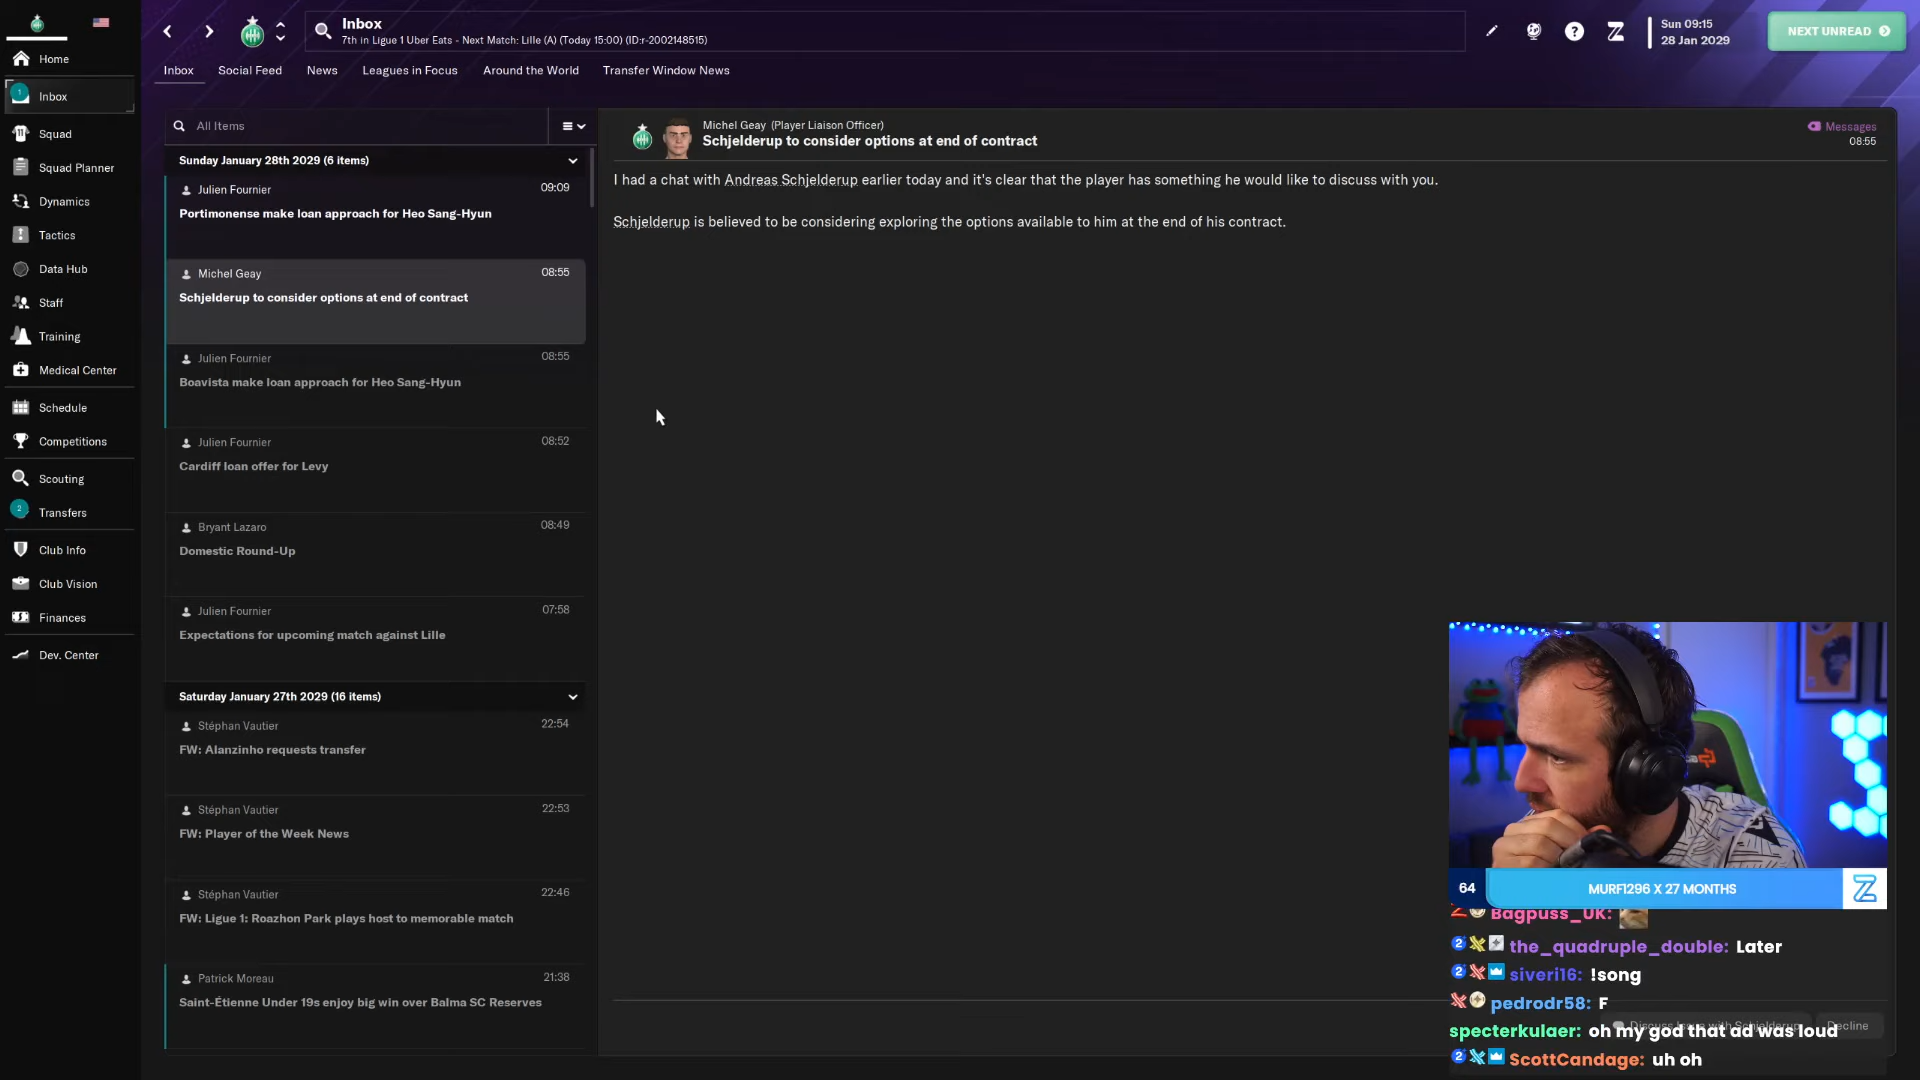 Inbox
7th in Ligue 1 Uber Eats - Next Match: Lille (A) (Today 15:00) (ID:r-2002148515)
Sun 09:15
28 Jan 2029
NEXT UNREAD
Inbox
Social Feed
News
Leagues in Focus
Around the World
Transfer Window News
Home
1
Inbox
Squad
Squad Planner
Dynamics
Tactics
Data Hub
Staff
Training
Medical Center
Schedule
Competitions
Scouting
2
Transfers
Club Info
Club Vision
Finances
Dev. Center
All Items
Sunday January 28th 2029 (6 items)
Julien Fournier 09:09
Portimonense make loan approach for Heo Sang-Hyun
Michel Geay 08:55
Schjelderup to consider options at end of contract
Julien Fournier 08:55
Boavista make loan approach for Heo Sang-Hyun
Julien Fournier 08:52
Cardiff loan offer for Levy
Bryant Lazaro 08:49
Domestic Round-Up
Julien Fournier 07:58
Expectations for upcoming match against Lille
Saturday January 27th 2029 (16 items)
Stéphan Vautier 22:54
FW: Alanzinho requests transfer
Stéphan Vautier 22:53
FW: Player of the Week News
Stéphan Vautier 22:46
FW: Ligue 1: Roazhon Park plays host to memorable match
Patrick Moreau 21:38
Saint-Étienne Under 19s enjoy big win over Balma SC Reserves
Michel Geay (Player Liaison Officer)
Schjelderup to consider options at end of contract
Messages
08:55
I had a chat with Andreas Schjelderup earlier today and it's clear that the player has something he would like to discuss with you.
Schjelderup is believed to be considering exploring the options available to him at the end of his contract.
64
MURF1296 X 27 MONTHS
Bagpuss_UK:
the_quadruple_double: Later
siveri16: !song
pedrodr58: F
Discuss Issue with Schjelderup
Decline
specterkulaer: oh my god that ad was loud
ScottCandage: uh oh